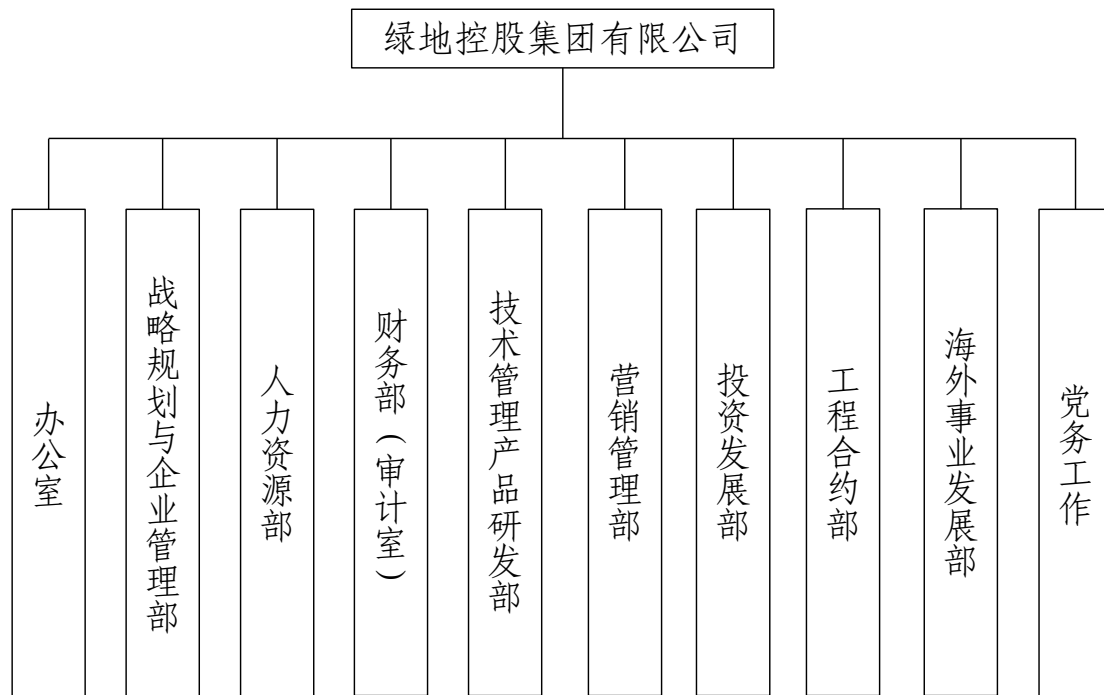 绿地控股集团有限公司
办公室
战略规划与企业管理部
人力资源部
财务部（审计室）
技术管理产品研发部
营销管理部
投资发展部
工程合约部
海外事业发展部
党务工作